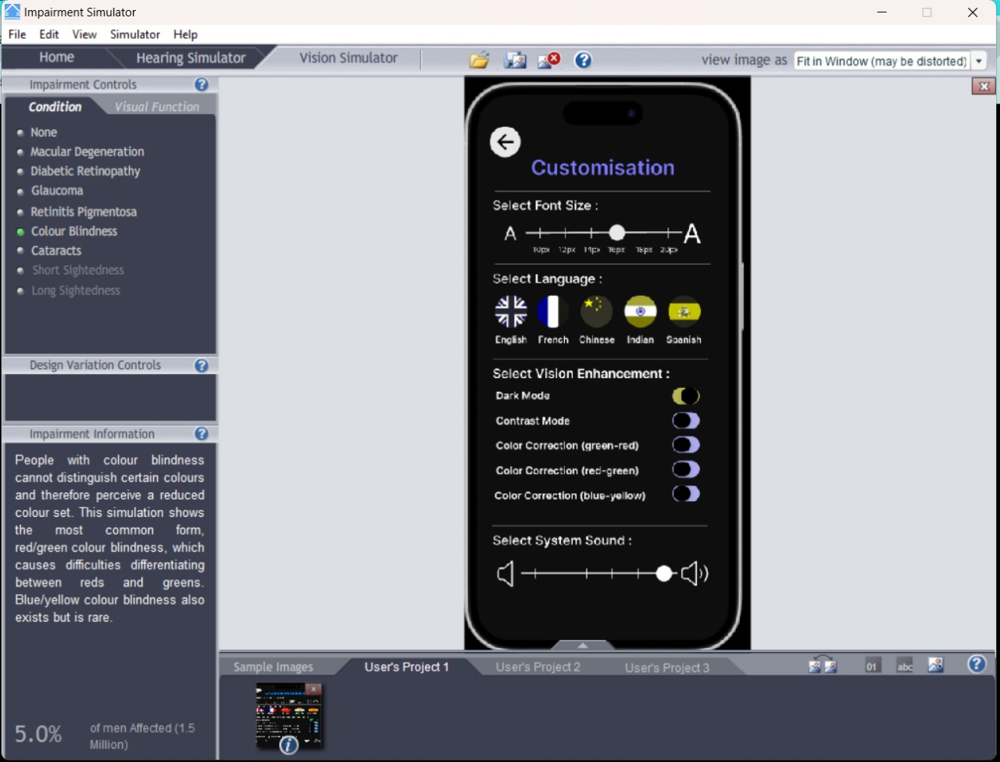 Impairment Simulator
File Edit View Simulator Help
Home Hearing Simulator Vision Simulator view image as Fit in Window (may be distorted)
Impairment Controls
Condition Visual Function
None
Macular Degeneration
Diabetic Retinopathy
Glaucoma
Retinitis Pigmentosa
Colour Blindness
Cataracts
Short Sightedness
Long Sightedness
Design Variation Controls
Impairment Information
People with colour blindness
cannot distinguish certain colours
and therefore perceive a reduced
colour set. This simulation shows
the most common form,
red/green colour blindness, which
causes difficulties differentiating
between reds and greens.
Blue/yellow colour blindness also
exists but is rare.
5.0% of men Affected (1.5
Million)
Customisation
Select Font Size :
A A
10px 12px 14px 16px 18px 20px
Select Language :
English French Chinese Indian Spanish
Select Vision Enhancement :
Dark Mode
Contrast Mode
Color Correction (green-red)
Color Correction (red-green)
Color Correction (blue-yellow)
Select System Sound :
Sample Images User's Project 1 User's Project 2 User's Project 3 01 abc